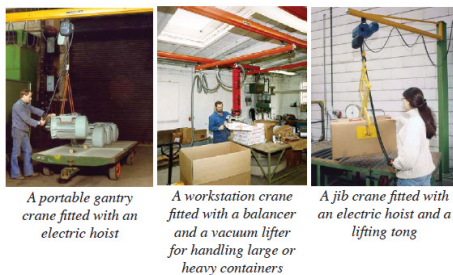 A portable gantry
crane fitted with an
electric hoist
A workstation crane
fitted with a balancer
and a vacuum lifter
for handling large or
heavy containers
A jib crane fitted with
an electric hoist and a
lifting tong